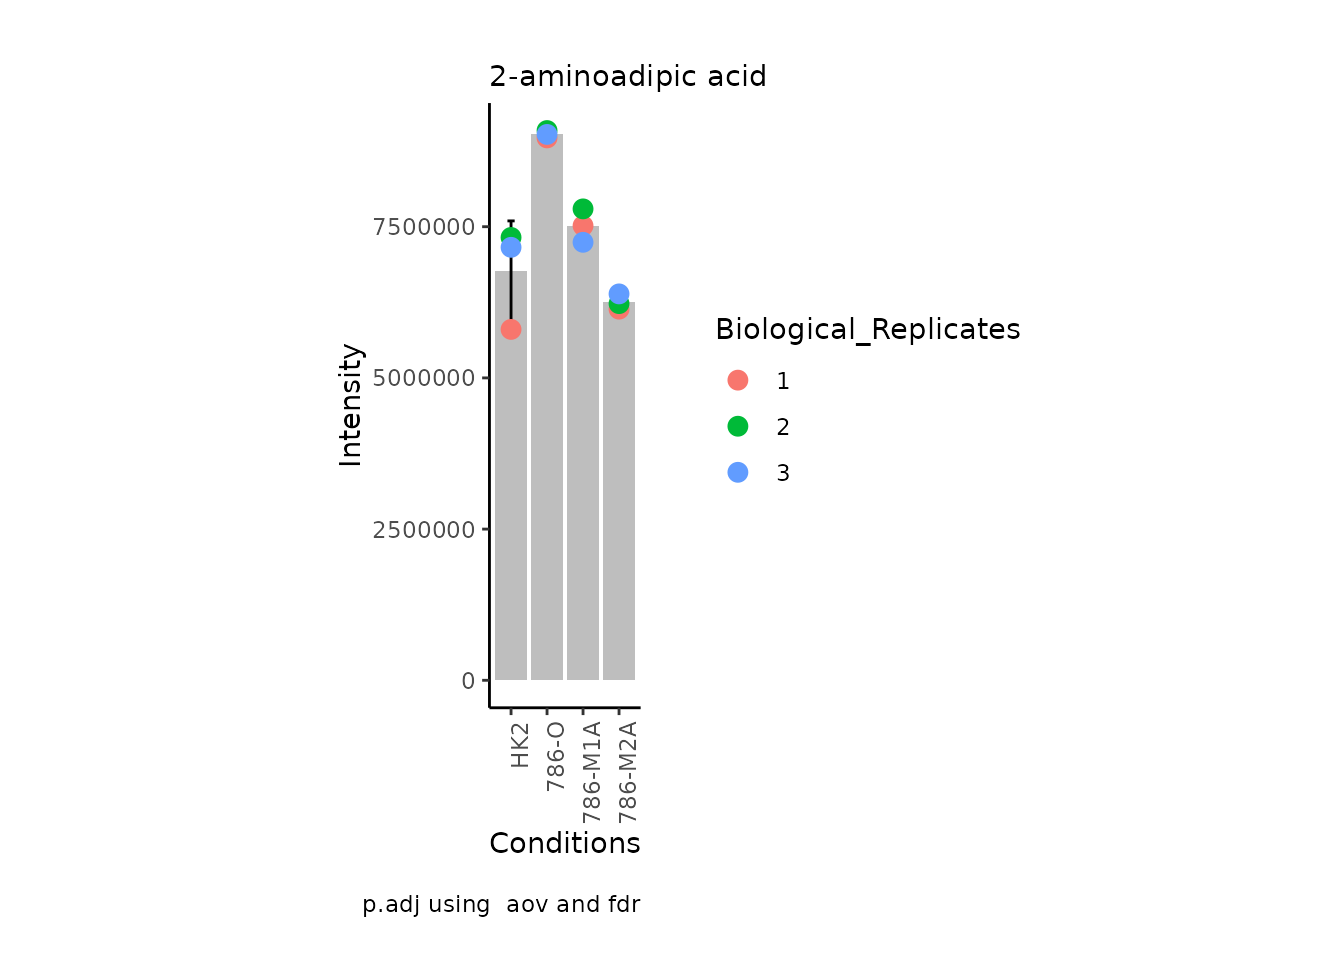 2-aminoadipic acid
Intensity
7500000
5000000
2500000
0
HK2
786-O
786-M1A
786-M2A
Conditions
p.adj using  aov and fdr
Biological_Replicates
1
2
3